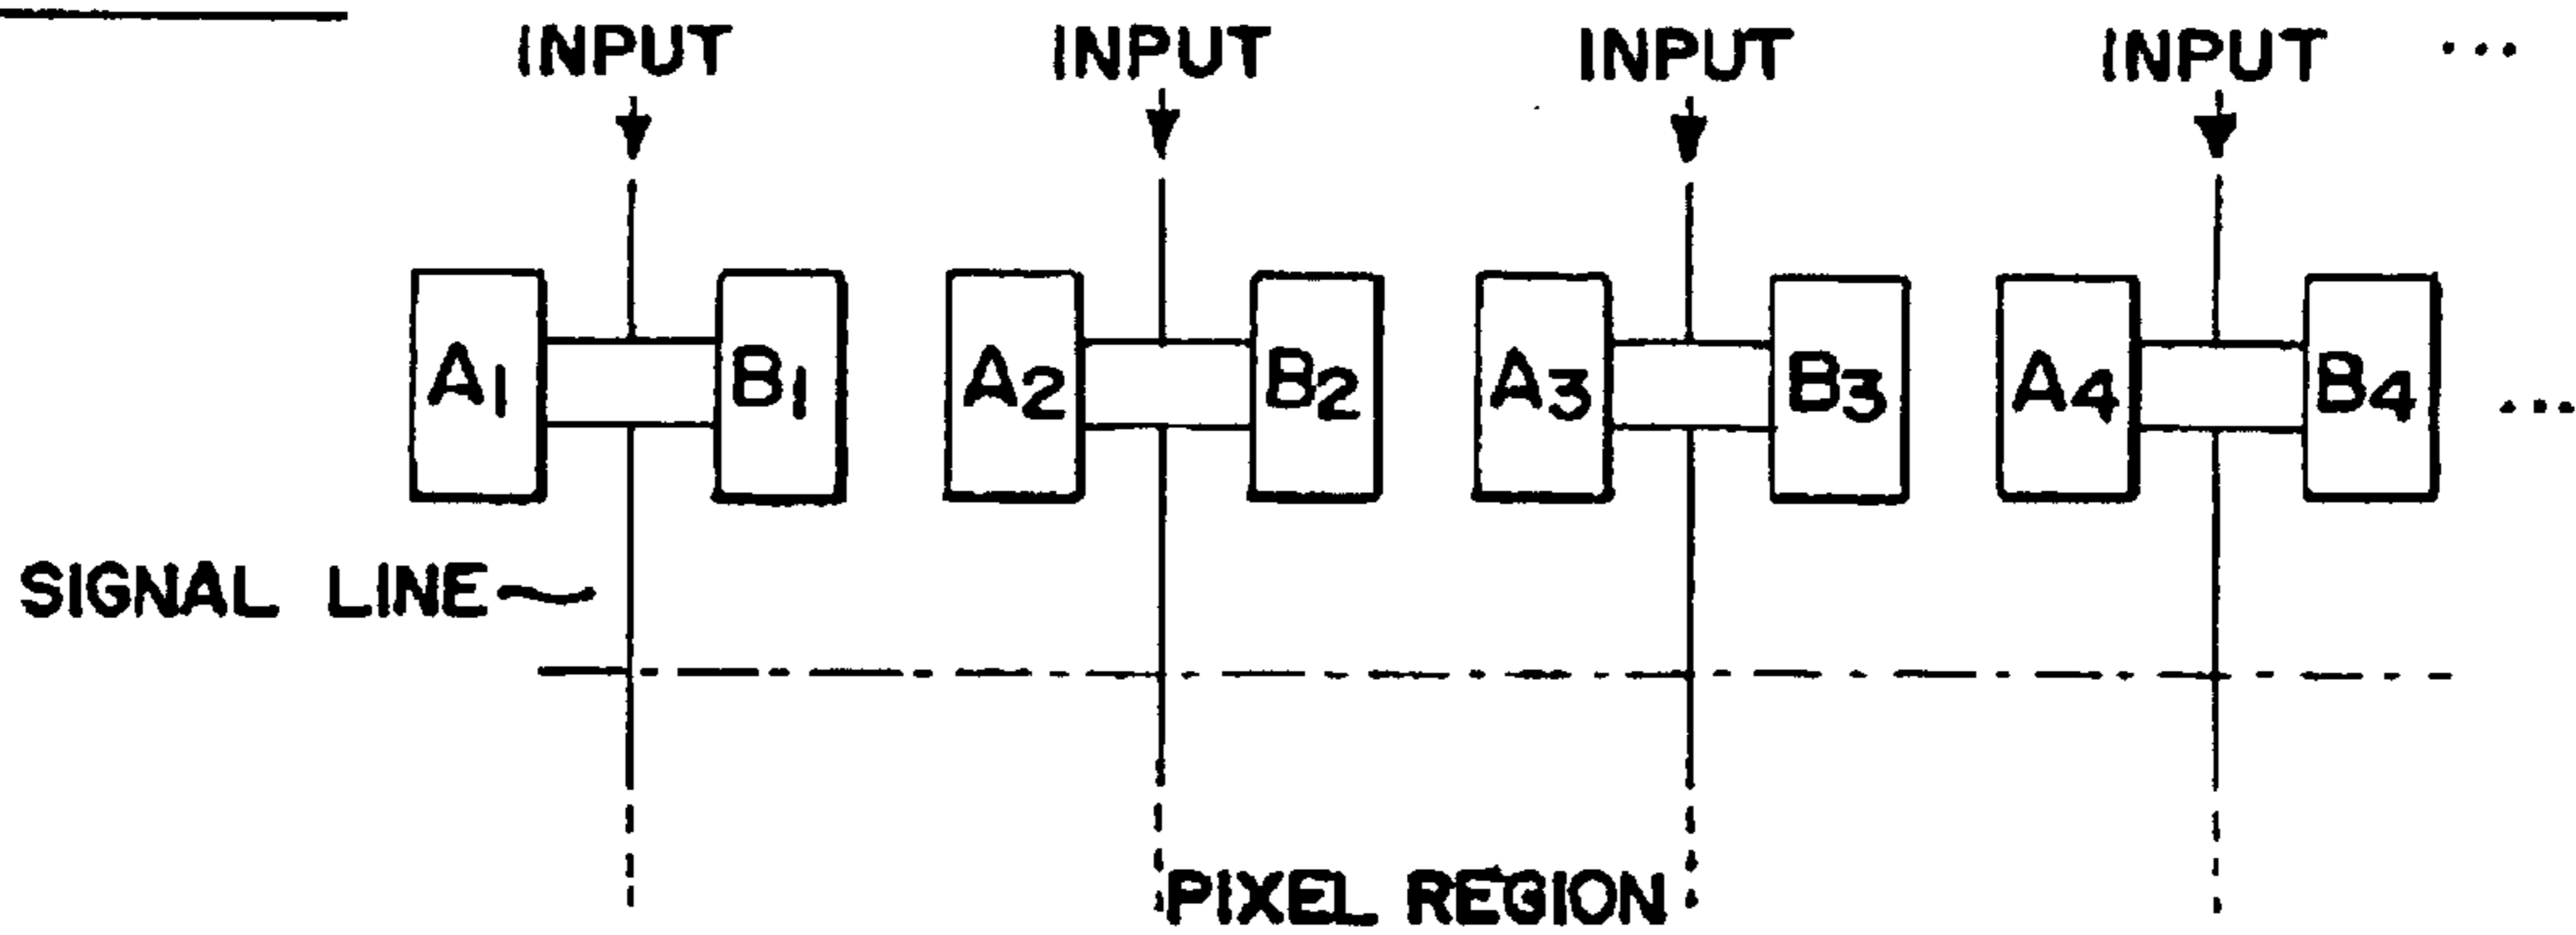 INPUT INPUT INPUT INPUT ...
A1 B1 A2 B2 A3 B3 A4 B4 ...
SIGNAL LINE
PIXEL REGION